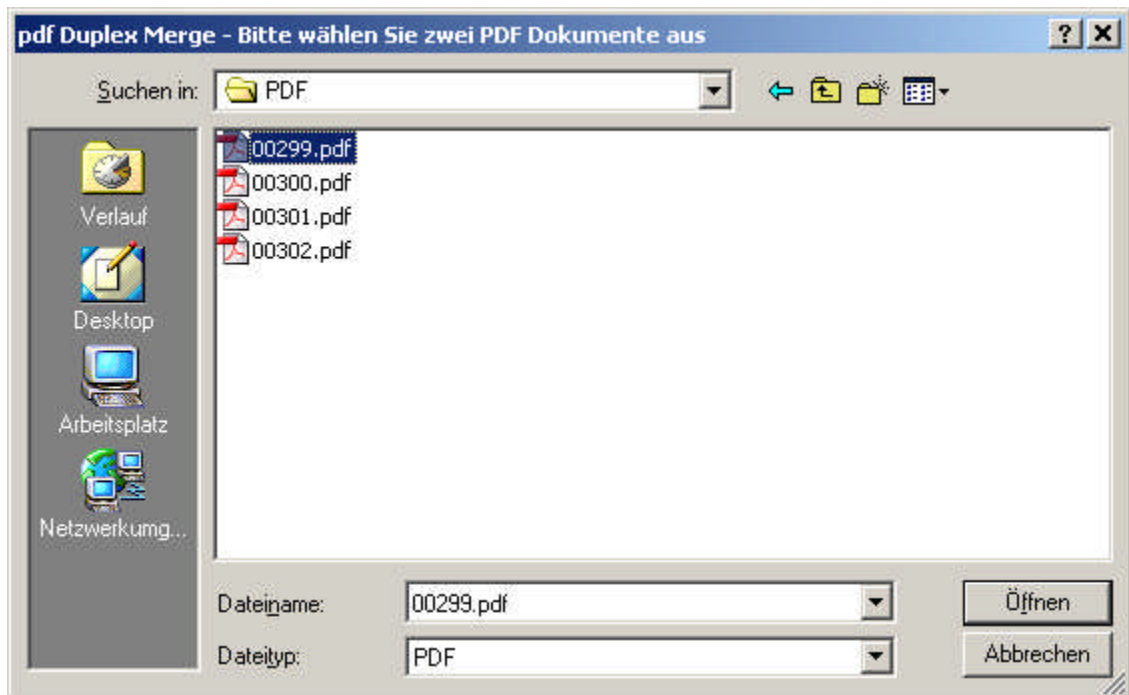 pdf Duplex Merge - Bitte wählen Sie zwei PDF Dokumente aus
Suchen in: PDF
00299.pdf
00300.pdf
00301.pdf
00302.pdf
Verlauf
Desktop
Arbeitsplatz
Netzwerkumg...
Dateiname: 00299.pdf Öffnen
Dateityp: PDF Abbrechen